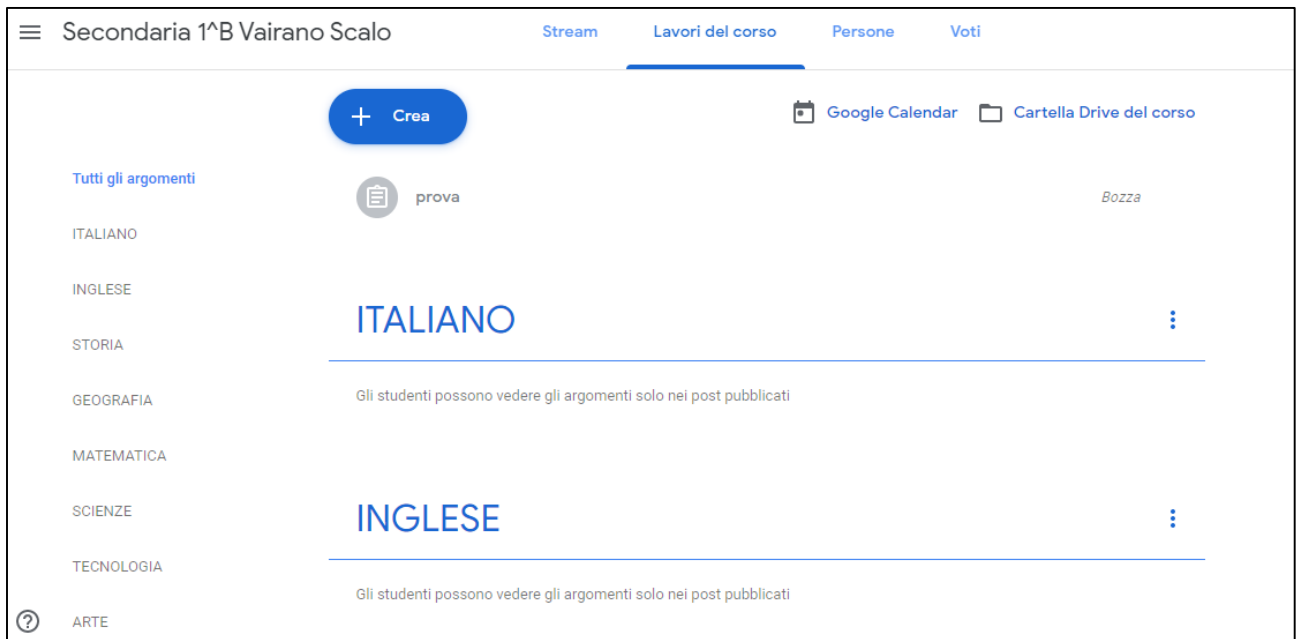 Secondaria 1^B Vairano Scalo
Stream Lavori del corso Persone Voti
Crea
Google Calendar Cartella Drive del corso
Tutti gli argomenti
ITALIANO
INGLESE
STORIA
GEOGRAFIA
MATEMATICA
SCIENZE
TECNOLOGIA
ARTE
prova Bozza
ITALIANO
Gli studenti possono vedere gli argomenti solo nei post pubblicati
INGLESE
Gli studenti possono vedere gli argomenti solo nei post pubblicati